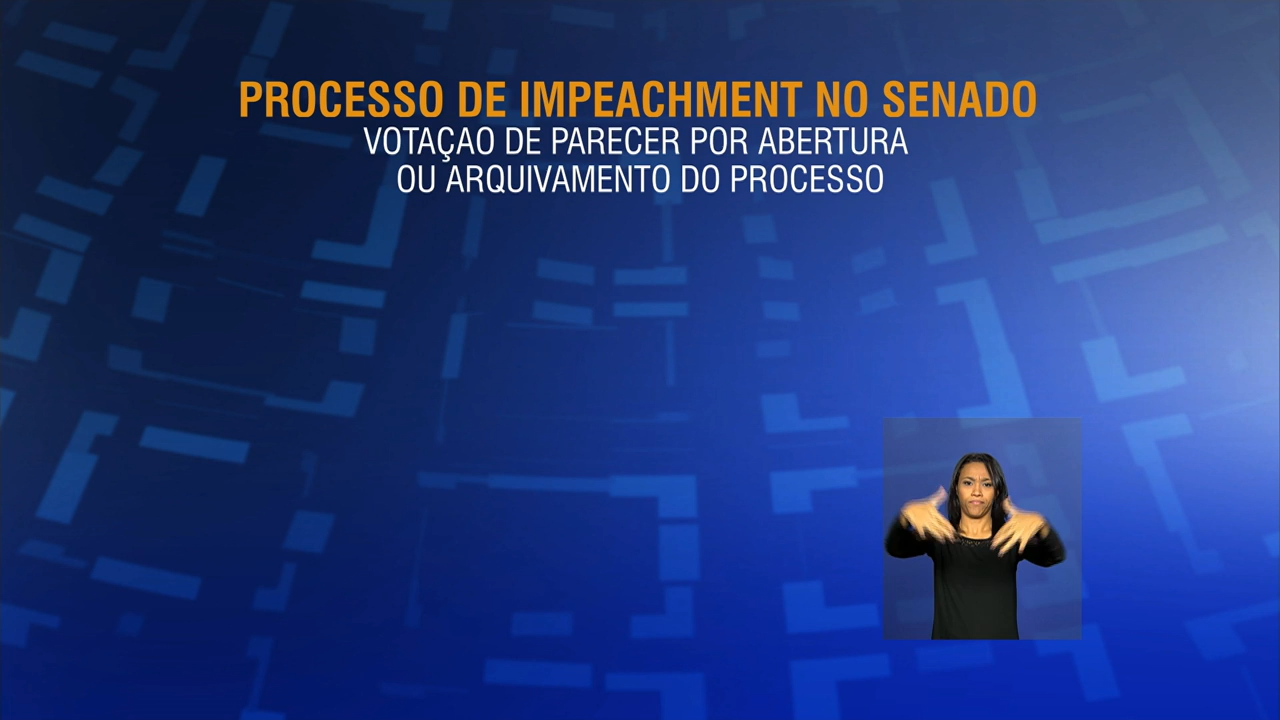 PROCESSO DE IMPEACHMENT NO SENADO
VOTAÇAO DE PARECER POR ABERTURA
OU ARQUIVAMENTO DO PROCESSO